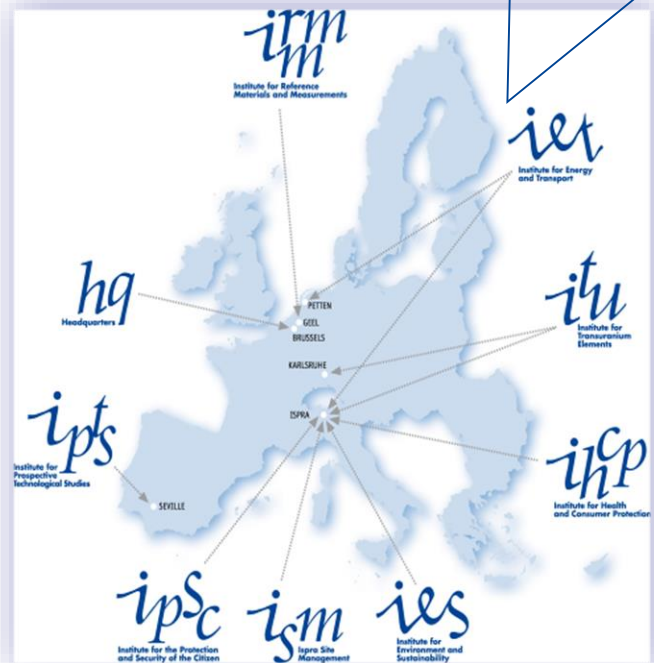 irmm
Institute for Reference
Materials and Measurements
iet
Institute for Energy
and Transport
hq
Headquarters
itu
Institute for
Transuranium
Elements
PETTEN
GEEL
BRUSSELS
KARLSRUHE
ISPRA
ipts
Institute for
Prospective
Technological Studies
SEVILLE
ihcp
Institute for Health
and Consumer Protection
ipsc
Institute for the Protection
and Security of the Citizen
ism
Ispra Site
Management
ies
Institute for
Environment and
Sustainability